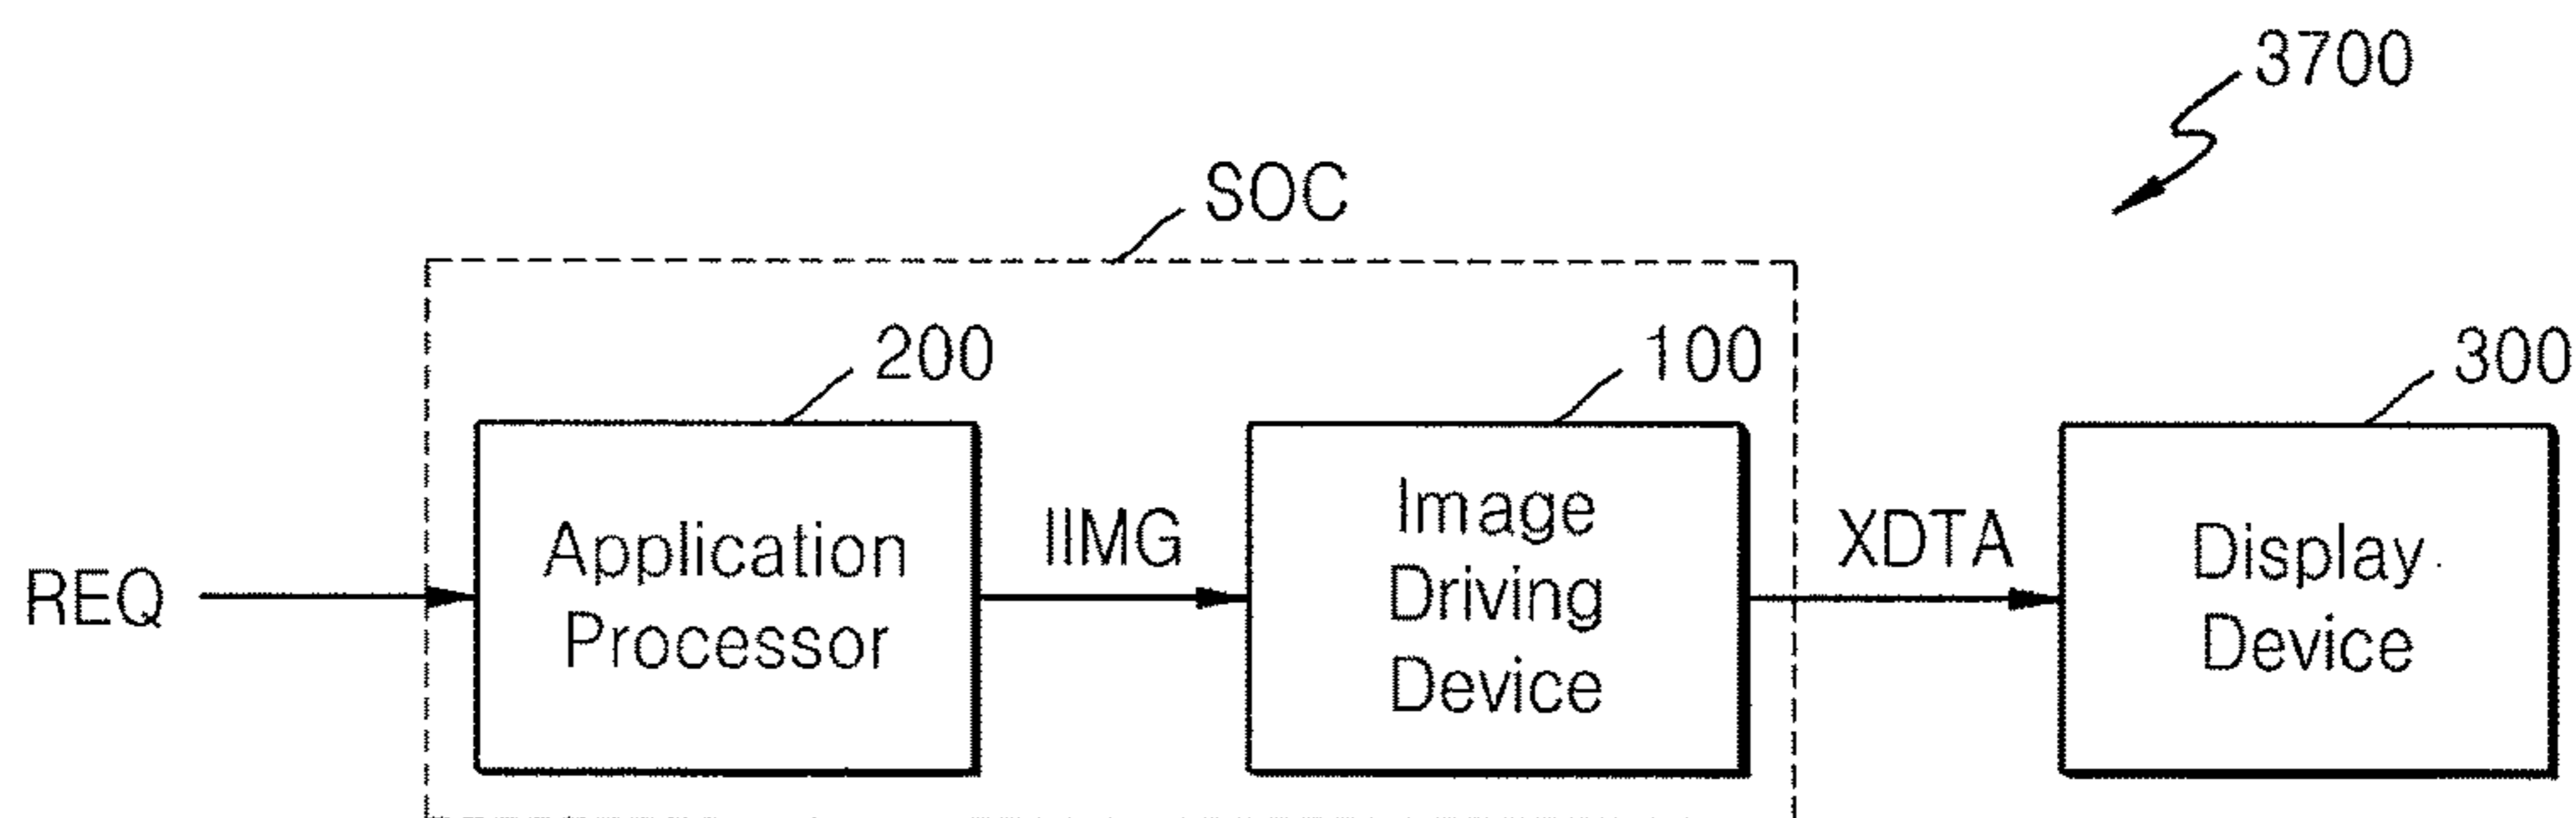 3700
SOC
200
100
300
REQ
Application
Processor
IIMG
Image
Driving
Device
XDTA
Display
Device